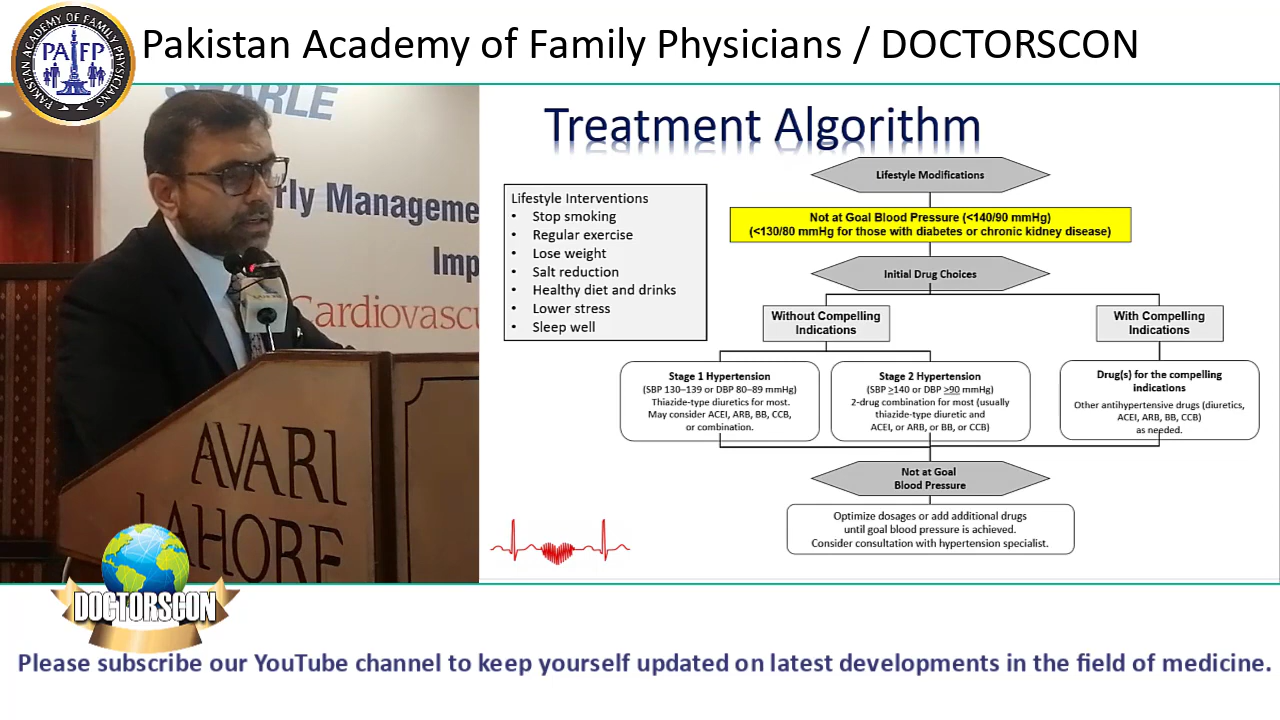 PAKISTAN ACADEMY OF FAMILY PHYSICIANS
PAFP
Pakistan Academy of Family Physicians / DOCTORSCON
SEARLE
rly Manageme
Imp
Cardiovascu
AVARI
LAHORE
DOCTORSCON
Treatment Algorithm
Lifestyle Interventions
• Stop smoking
• Regular exercise
• Lose weight
• Salt reduction
• Healthy diet and drinks
• Lower stress
• Sleep well
Lifestyle Modifications
Not at Goal Blood Pressure (<140/90 mmHg)
(<130/80 mmHg for those with diabetes or chronic kidney disease)
Initial Drug Choices
Without Compelling
Indications
With Compelling
Indications
Stage 1 Hypertension
(SBP 130–139 or DBP 80–89 mmHg)
Thiazide-type diuretics for most.
May consider ACEI, ARB, BB, CCB,
or combination.
Stage 2 Hypertension
(SBP >140 or DBP >90 mmHg)
2-drug combination for most (usually
thiazide-type diuretic and
ACEI, or ARB, or BB, or CCB)
Drug(s) for the compelling
indications
Other antihypertensive drugs (diuretics,
ACEI, ARB, BB, CCB)
as needed.
Not at Goal
Blood Pressure
Optimize dosages or add additional drugs
until goal blood pressure is achieved.
Consider consultation with hypertension specialist.
Please subscribe our YouTube channel to keep yourself updated on latest developments in the field of medicine.